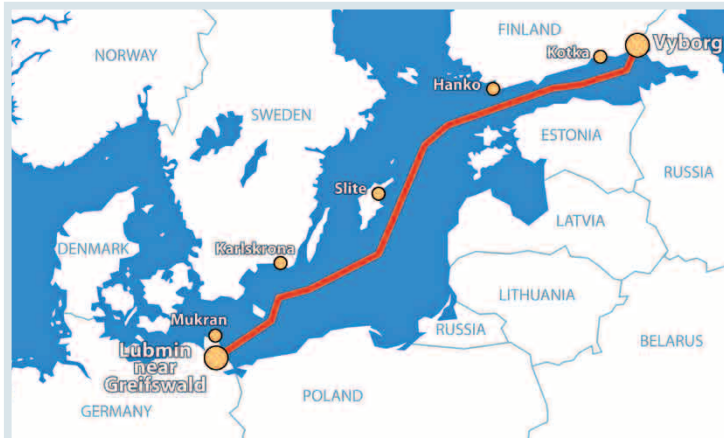 NORWAY
FINLAND
Vyborg
Kotka
Hanko
SWEDEN
ESTONIA
RUSSIA
Slite
LATVIA
DENMARK
Karlskrona
LITHUANIA
Mukran
RUSSIA
BELARUS
Lubmin
near
Greifswald
POLAND
GERMANY